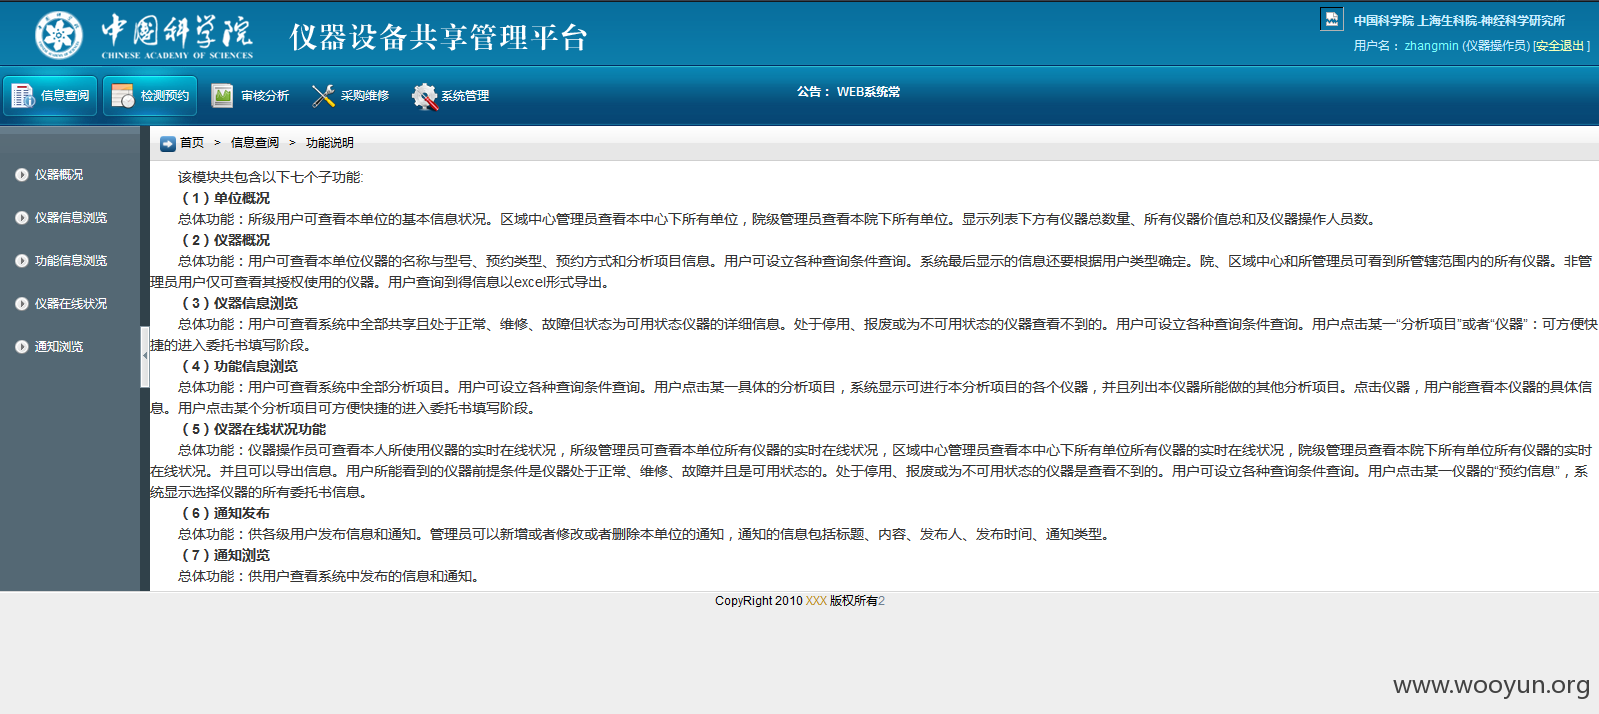 中国科学院
CHINESE ACADEMY OF SCIENCES
仪器设备共享管理平台
中国科学院 上海生科院-神经科学研究所
用户名： zhangmin (仪器操作员) [安全退出 ]
信息查阅 检测预约 审核分析 采购维修 系统管理
公告： WEB系统常
首页 > 信息查阅 > 功能说明
仪器概况
仪器信息浏览
功能信息浏览
仪器在线状况
通知浏览
该模块共包含以下七个子功能:
（1）单位概况
总体功能：所级用户可查看本单位的基本信息状况。区域中心管理员查看本中心下所有单位，院级管理员查看本院下所有单位。显示列表下方有仪器总数量、所有仪器价值总和及仪器操作人员数。
（2）仪器概况
总体功能：用户可查看本单位仪器的名称与型号、预约类型、预约方式和分析项目信息。用户可设立各种查询条件查询。系统最后显示的信息还要根据用户类型确定。院、区域中心和所管理员可看到所管辖范围内的所有仪器。非管
理员用户仅可查看其授权使用的仪器。用户查询到得信息以excel形式导出。
（3）仪器信息浏览
总体功能：用户可查看系统中全部共享且处于正常、维修、故障但状态为可用状态仪器的详细信息。处于停用、报废或为不可用状态的仪器查看不到的。用户可设立各种查询条件查询。用户点击某一“分析项目”或者“仪器”：可方便快
捷的进入委托书填写阶段。
（4）功能信息浏览
总体功能：用户可查看系统中全部分析项目。用户可设立各种查询条件查询。用户点击某一具体的分析项目，系统显示可进行本分析项目的各个仪器，并且列出本仪器所能做的其他分析项目。点击仪器，用户能查看本仪器的具体信
息。用户点击某个分析项目可方便快捷的进入委托书填写阶段。
（5）仪器在线状况功能
总体功能：仪器操作员可查看本人所使用仪器的实时在线状况，所级管理员可查看本单位所有仪器的实时在线状况，区域中心管理员查看本中心下所有单位所有仪器的实时在线状况，院级管理员查看本院下所有单位所有仪器的实时
在线状况。并且可以导出信息。用户所能看到的仪器前提条件是仪器处于正常、维修、故障并且是可用状态的。处于停用、报废或为不可用状态的仪器是查看不到的。用户可设立各种查询条件查询。用户点击某一仪器的“预约信息”，系
统显示选择仪器的所有委托书信息。
（6）通知发布
总体功能：供各级用户发布信息和通知。管理员可以新增或者修改或者删除本单位的通知，通知的信息包括标题、内容、发布人、发布时间、通知类型。
（7）通知浏览
总体功能：供用户查看系统中发布的信息和通知。
CopyRight 2010 XXX 版权所有2
www.wooyun.org